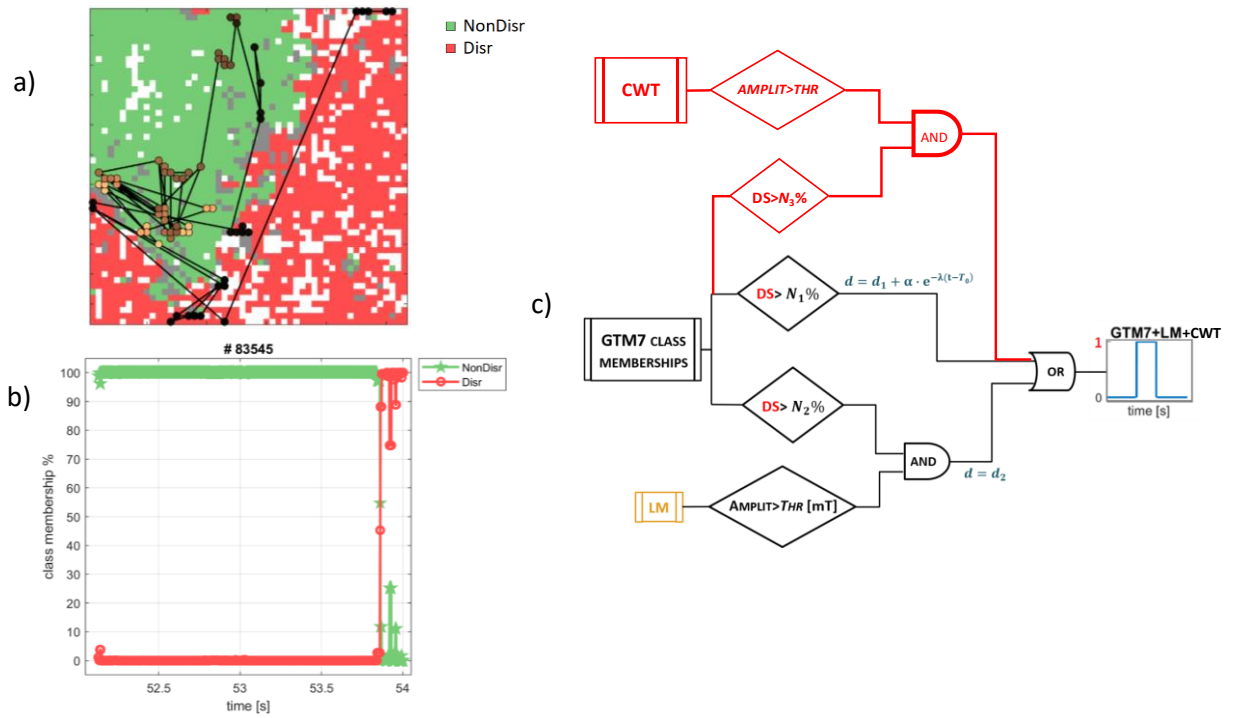 a)
NonDisr
Disr
b)
# 83545
NonDisr
Disr
class membership %
100
90
80
70
60
50
40
30
20
10
0
52.5
53
53.5
54
time [s]
c)
CWT
AMPLIT>THR
AND
DS>N₃%
DS> N₁%
d = d₁ + α · e^−λ(t−T₀)
GTM7 CLASS
MEMBERSHIPS
DS> N₂%
AND
d = d₂
LM
AMPLIT>THR [mT]
OR
GTM7+LM+CWT
1
0
time [s]